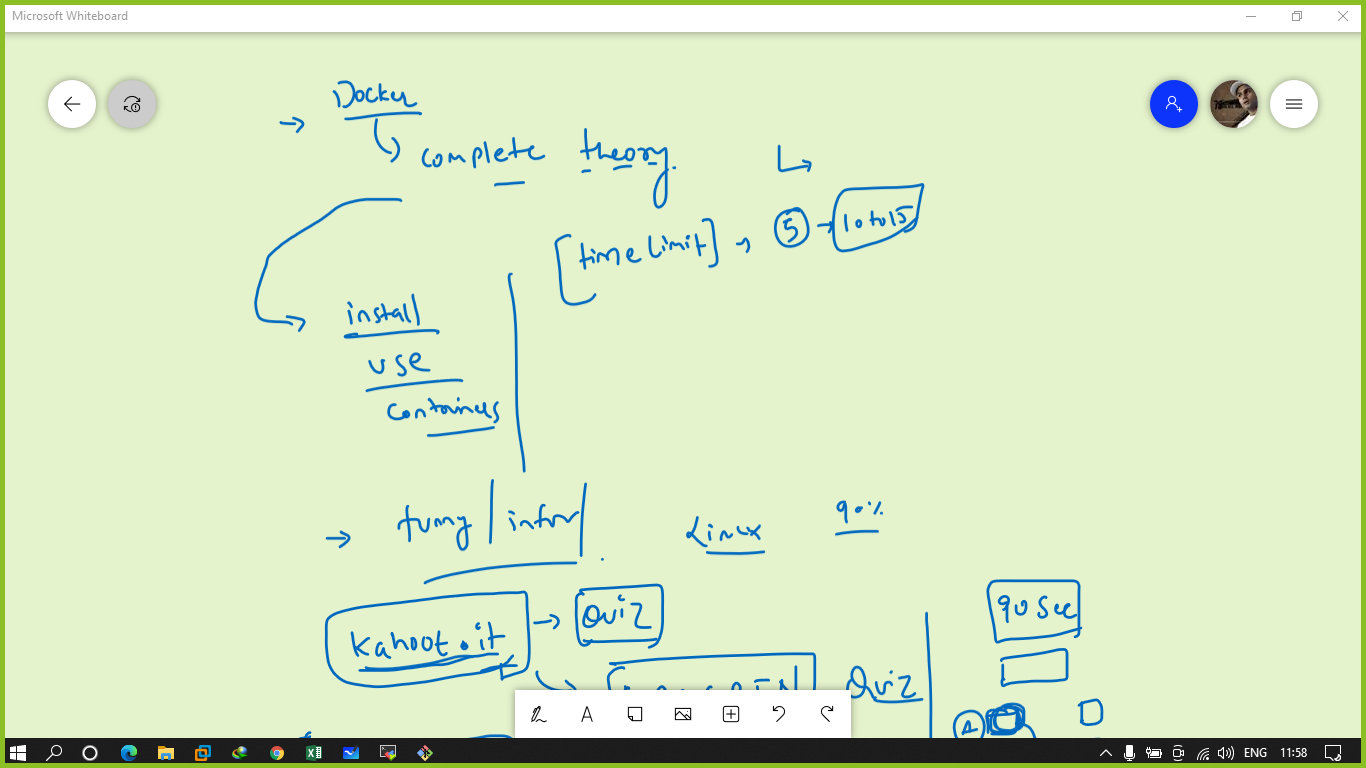 Microsoft Whiteboard
Docker
complete theory.
[time limit] → 5 → 10 to 15
install
use
containers
→ funny | infor |
Linux 90%
kahoot.it → Quiz
90 sec
Quiz
A
ENG 11:58